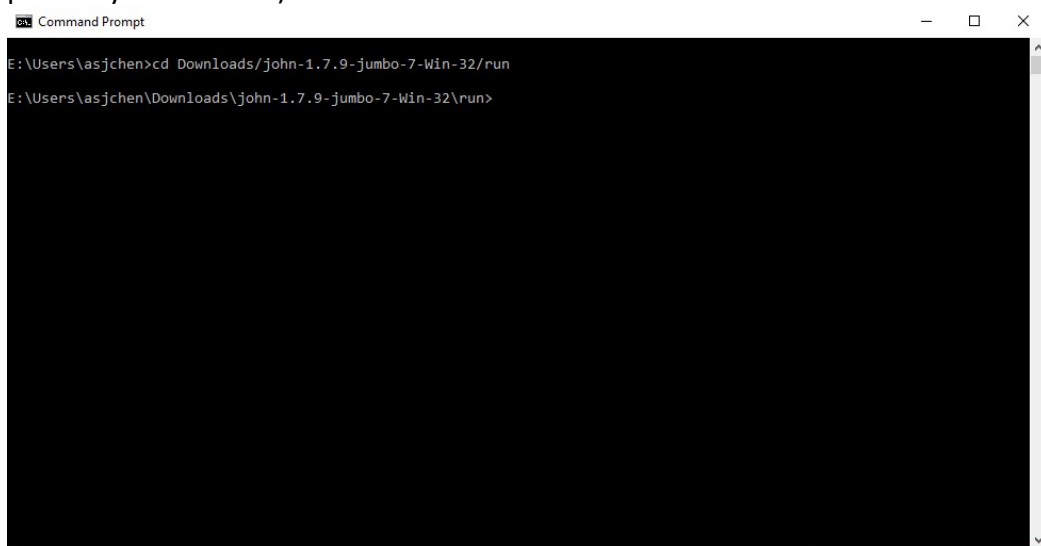 Command Prompt
E:\Users\asjchen>cd Downloads/john-1.7.9-jumbo-7-Win-32/run
E:\Users\asjchen\Downloads\john-1.7.9-jumbo-7-Win-32\run>